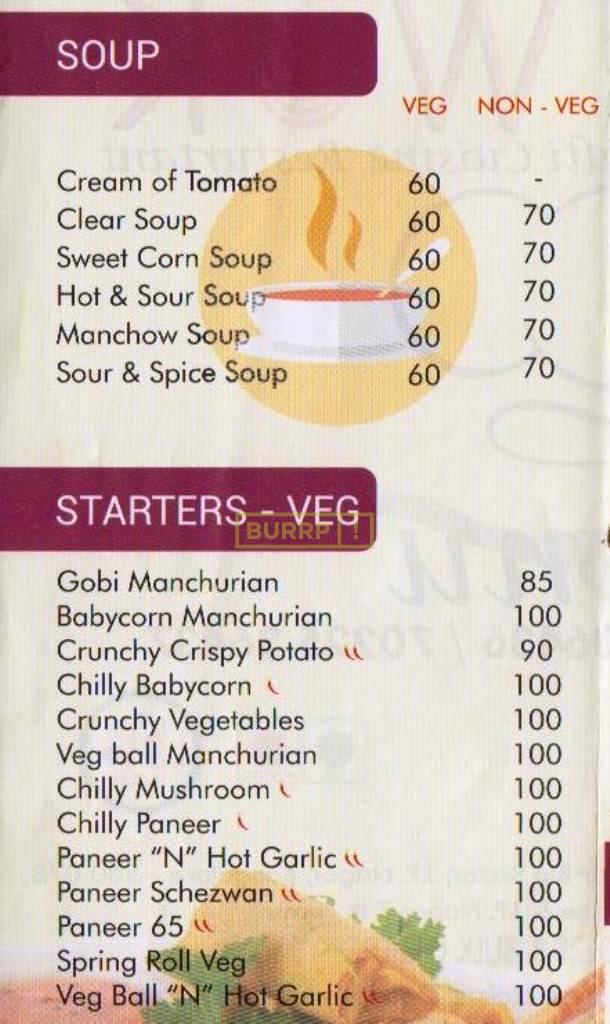 SOUP
VEG NON - VEG
Cream of Tomato 60 -
Clear Soup 60 70
Sweet Corn Soup 60 70
Hot & Sour Soup 60 70
Manchow Soup 60 70
Sour & Spice Soup 60 70
STARTERS - VEG
BURRP !
Gobi Manchurian 85
Babycorn Manchurian 100
Crunchy Crispy Potato 90
Chilly Babycorn 100
Crunchy Vegetables 100
Veg ball Manchurian 100
Chilly Mushroom 100
Chilly Paneer 100
Paneer “N” Hot Garlic 100
Paneer Schezwan 100
Paneer 65 100
Spring Roll Veg 100
Veg Ball “N” Hot Garlic 100